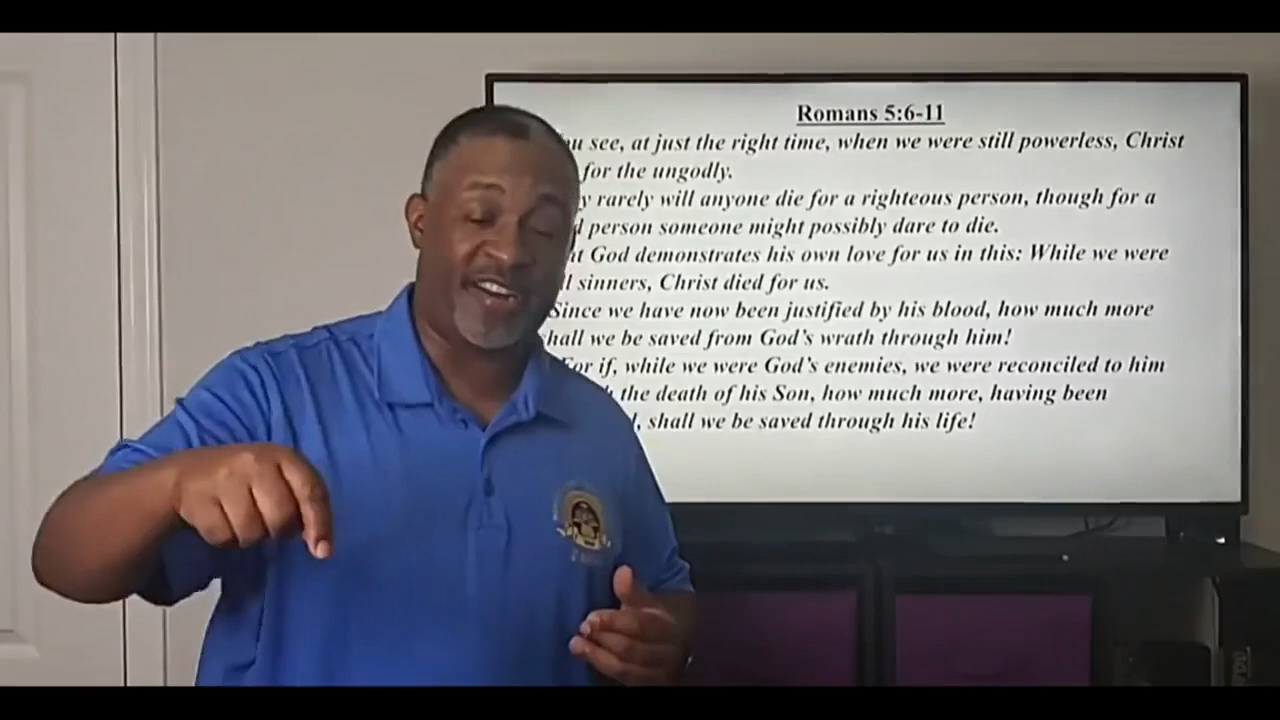 Romans 5:6-11
see, at just the right time, when we were still powerless, Christ
for the ungodly.
rarely will anyone die for a righteous person, though for a
person someone might possibly dare to die.
God demonstrates his own love for us in this: While we were
sinners, Christ died for us.
Since we have now been justified by his blood, how much more
shall we be saved from God's wrath through him!
For if, while we were God's enemies, we were reconciled to him
the death of his Son, how much more, having been
, shall we be saved through his life!